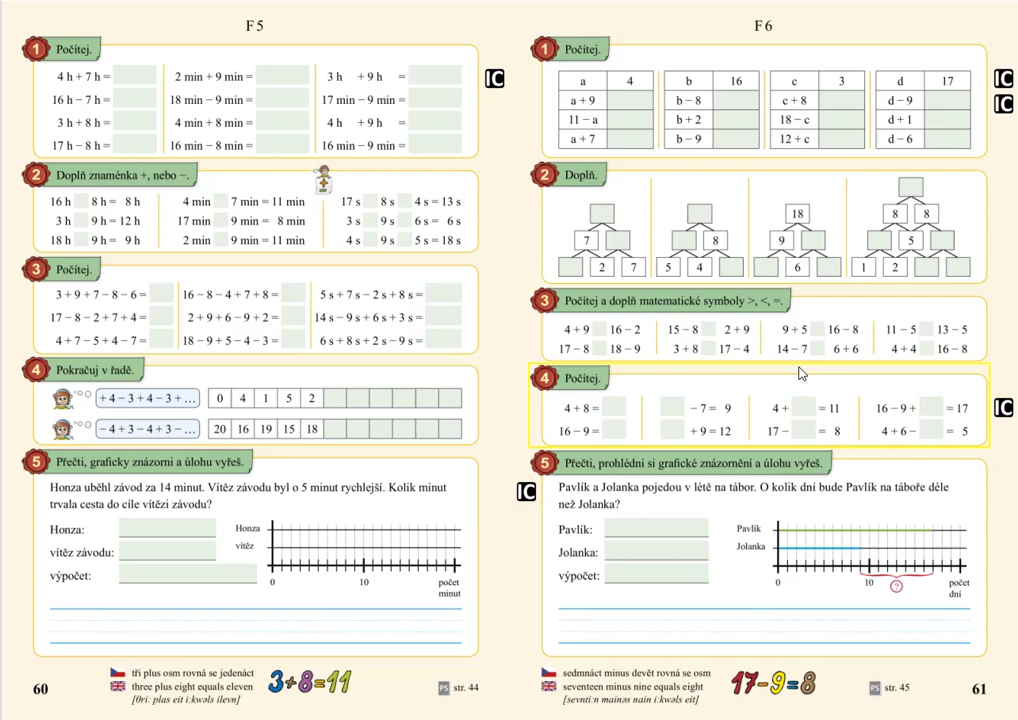 F 5
1 Počítej.
4 h + 7 h = 2 min + 9 min = 3 h + 9 h =
16 h − 7 h = 18 min − 9 min = 17 min − 9 min =
3 h + 8 h = 4 min + 8 min = 4 h + 9 h =
17 h − 8 h = 16 min − 8 min = 16 min − 9 min =
2 Doplň znaménka +, nebo −.
16 h 8 h = 8 h 4 min 7 min = 11 min 17 s 8 s 4 s = 13 s
3 h 9 h = 12 h 17 min 9 min = 8 min 3 s 9 s 6 s = 6 s
18 h 9 h = 9 h 2 min 9 min = 11 min 4 s 9 s 5 s = 18 s
3 Počítej.
3 + 9 + 7 − 8 − 6 = 16 − 8 − 4 + 7 + 8 = 5 s + 7 s − 2 s + 8 s =
17 − 8 − 2 + 7 + 4 = 2 + 9 + 6 − 9 + 2 = 14 s − 9 s + 6 s + 3 s =
4 + 7 − 5 + 4 − 7 = 18 − 9 + 5 − 4 − 3 = 6 s + 8 s + 2 s − 9 s =
4 Pokračuj v řadě.
+ 4 − 3 + 4 − 3 + ... 0 4 1 5 2
− 4 + 3 − 4 + 3 − ... 20 16 19 15 18
5 Přečti, graficky znázorni a úlohu vyřeš.
Honza uběhl závod za 14 minut. Vítěz závodu byl o 5 minut rychlejší. Kolik minut
trvala cesta do cíle vítězi závodu?
Honza: Honza
vítěz závodu: vítěz
výpočet:
0 10 počet
minut
tři plus osm rovná se jedenáct
three plus eight equals eleven
[θri: plas eit i:kwəls ilevn]
3+8=11
60
PS str. 44
F 6
1 Počítej.
a 4 b 16 c 3 d 17
a + 9 b − 8 c + 8 d − 9
11 − a b + 2 18 − c d + 1
a + 7 b − 9 12 + c d − 6
2 Doplň.
18 8 8
7 8 9 5
2 7 5 4 6 1 2
3 Počítej a doplň matematické symboly >, <, =.
4 + 9 16 − 2 15 − 8 2 + 9 9 + 5 16 − 8 11 − 5 13 − 5
17 − 8 18 − 9 3 + 8 17 − 4 14 − 7 6 + 6 4 + 4 16 − 8
4 Počítej.
4 + 8 = − 7 = 9 4 + = 11 16 − 9 + = 17
16 − 9 = + 9 = 12 17 − = 8 4 + 6 − = 5
5 Přečti, prohlédni si grafické znázornění a úlohu vyřeš.
Pavlík a Jolanka pojedou v létě na tábor. O kolik dní bude Pavlík na táboře déle
než Jolanka?
Pavlík: Pavlík
Jolanka: Jolanka
výpočet:
0 10 ? počet
dní
sedmnáct minus devět rovná se osm
seventeen minus nine equals eight
[sevnti:n mainəs nain i:kwəls eit]
17-9=8
PS str. 45
61
IC
IC
IC
IC
IC